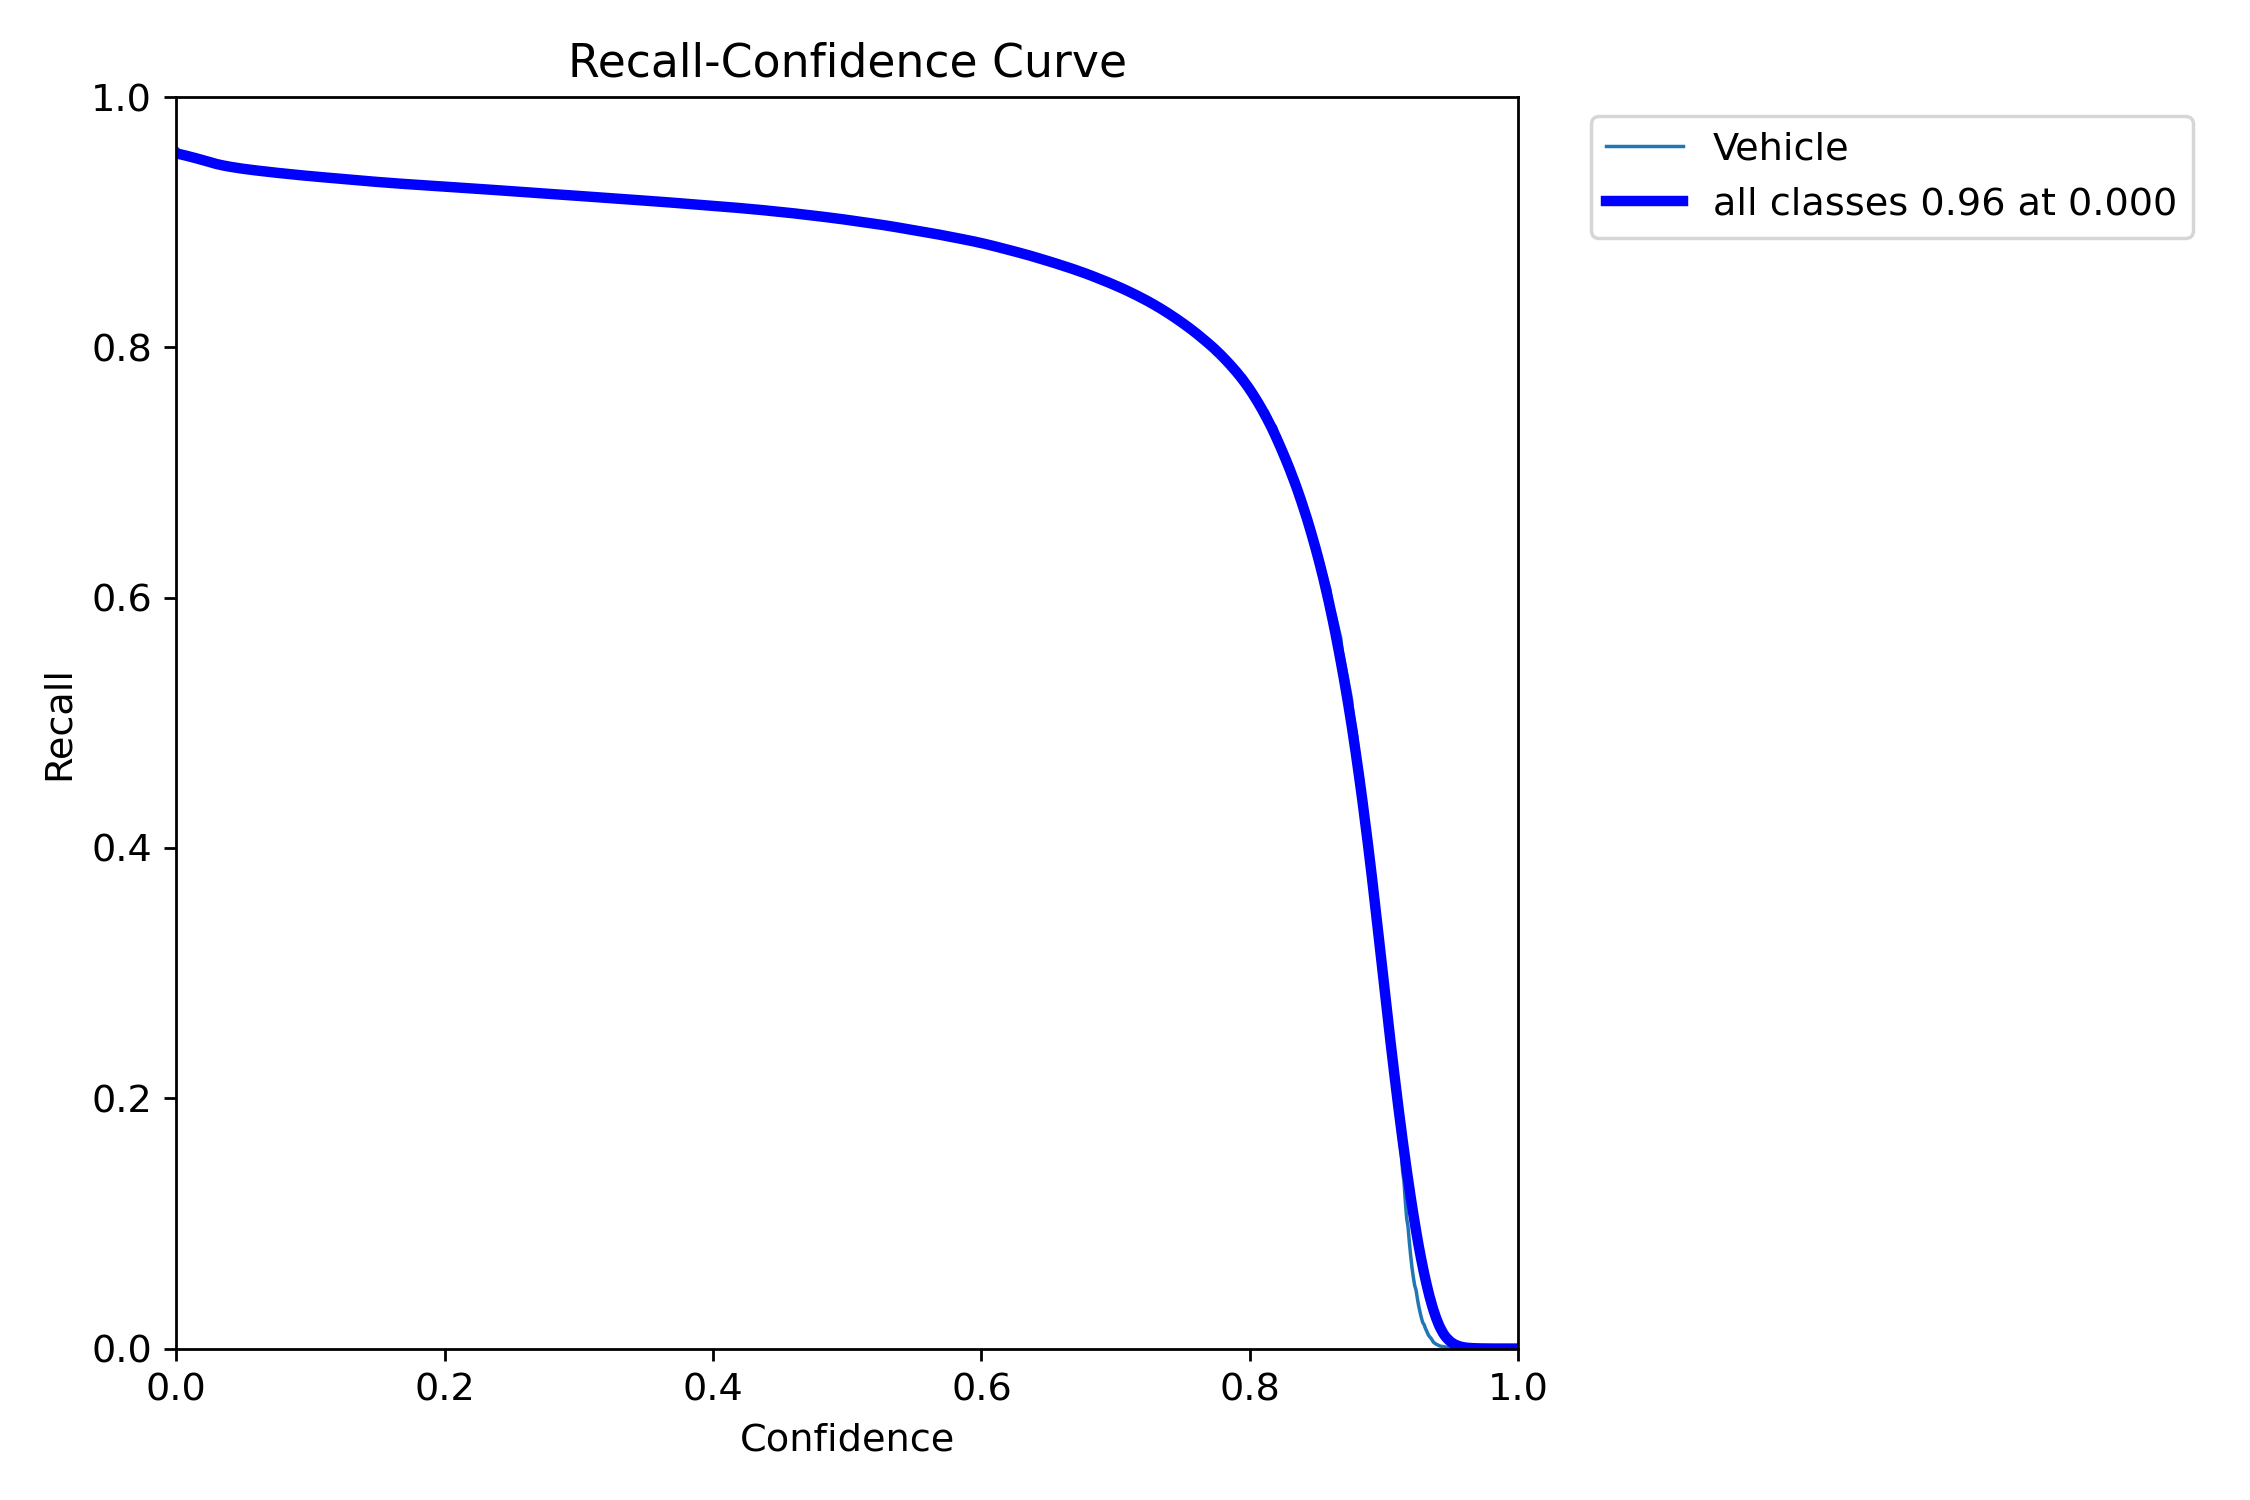 Recall-Confidence Curve
1.0
0.8
0.6
0.4
0.2
0.0
Recall
0.0 0.2 0.4 0.6 0.8 1.0
Confidence
Vehicle
all classes 0.96 at 0.000